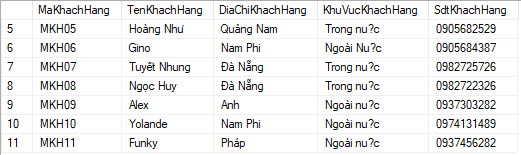 MaKhachHang TenKhachHang DiaChiKhachHang KhuVucKhachHang SdtKhachHang
5 MKH05 Hoàng Như Quảng Nam Trong nu?c 0905682529
6 MKH06 Gino Nam Phi Ngoài Nu?c 0905684387
7 MKH07 Tuyết Nhung Đà Nẵng Trong nu?c 0982725726
8 MKH08 Ngọc Huy Đà Nẵng Trong nu?c 0982722326
9 MKH09 Alex Anh Ngoài nu?c 0937303282
10 MKH10 Yolande Nam Phi Ngoài nu?c 0974131489
11 MKH11 Funky Pháp Ngoài nu?c 0937456282